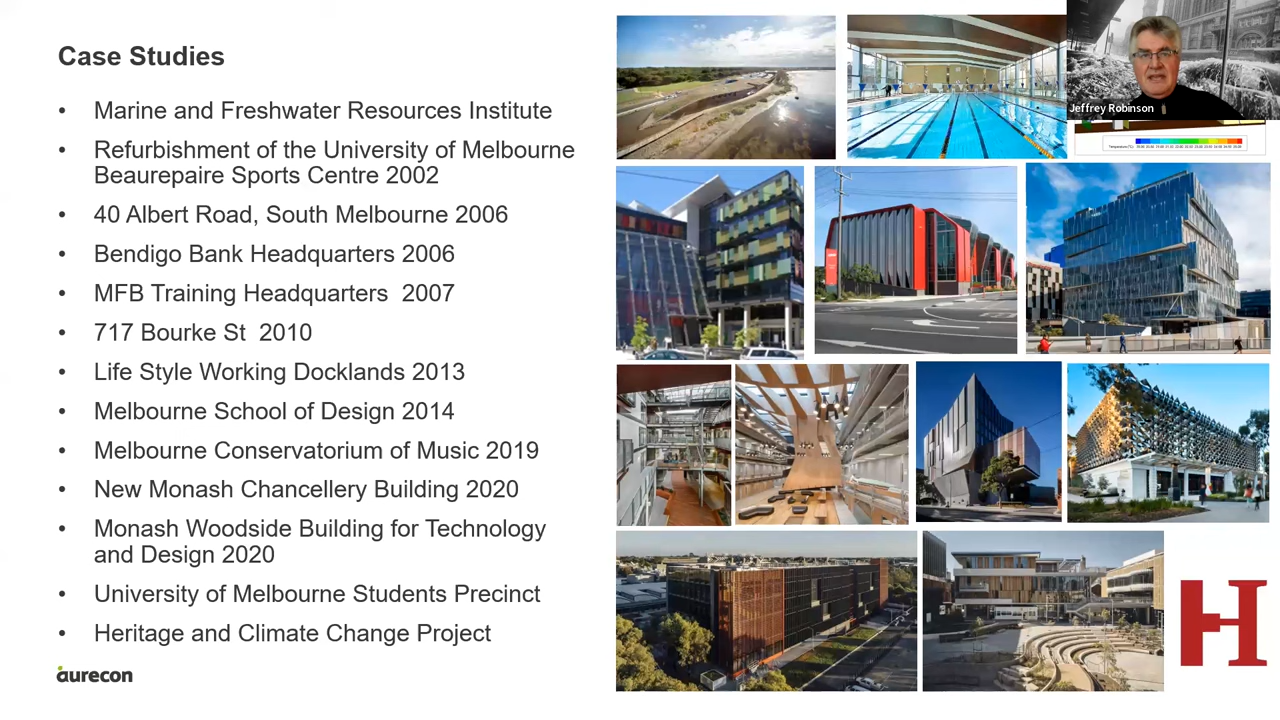 Case Studies
• Marine and Freshwater Resources Institute
• Refurbishment of the University of Melbourne
Beaurepaire Sports Centre 2002
• 40 Albert Road, South Melbourne 2006
• Bendigo Bank Headquarters 2006
• MFB Training Headquarters  2007
• 717 Bourke St  2010
• Life Style Working Docklands 2013
• Melbourne School of Design 2014
• Melbourne Conservatorium of Music 2019
• New Monash Chancellery Building 2020
• Monash Woodside Building for Technology
and Design 2020
• University of Melbourne Students Precinct
• Heritage and Climate Change Project
aurecon
Jeffrey Robinson
H